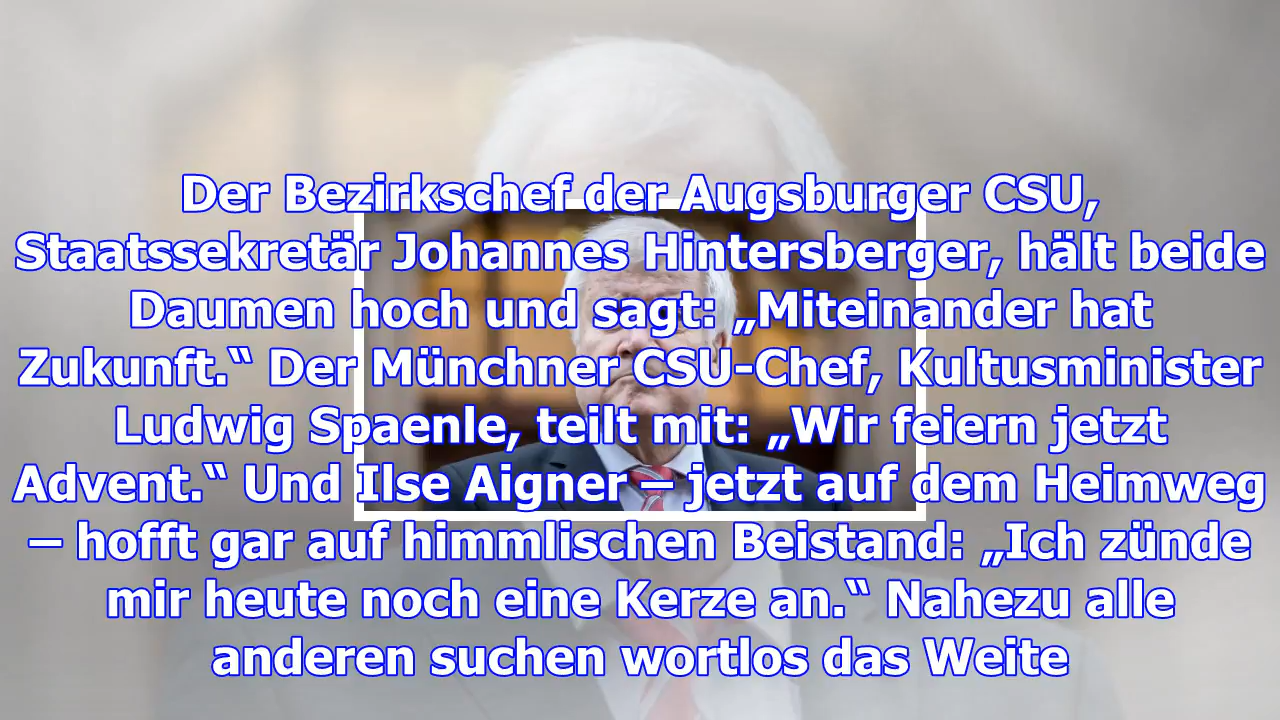 Der Bezirkschef der Augsburger CSU,
Staatssekretär Johannes Hintersberger, hält beide
Daumen hoch und sagt: „Miteinander hat
Zukunft.“ Der Münchner CSU-Chef, Kultusminister
Ludwig Spaenle, teilt mit: „Wir feiern jetzt
Advent.“ Und Ilse Aigner – jetzt auf dem Heimweg
– hofft gar auf himmlischen Beistand: „Ich zünde
mir heute noch eine Kerze an.“ Nahezu alle
anderen suchen wortlos das Weite